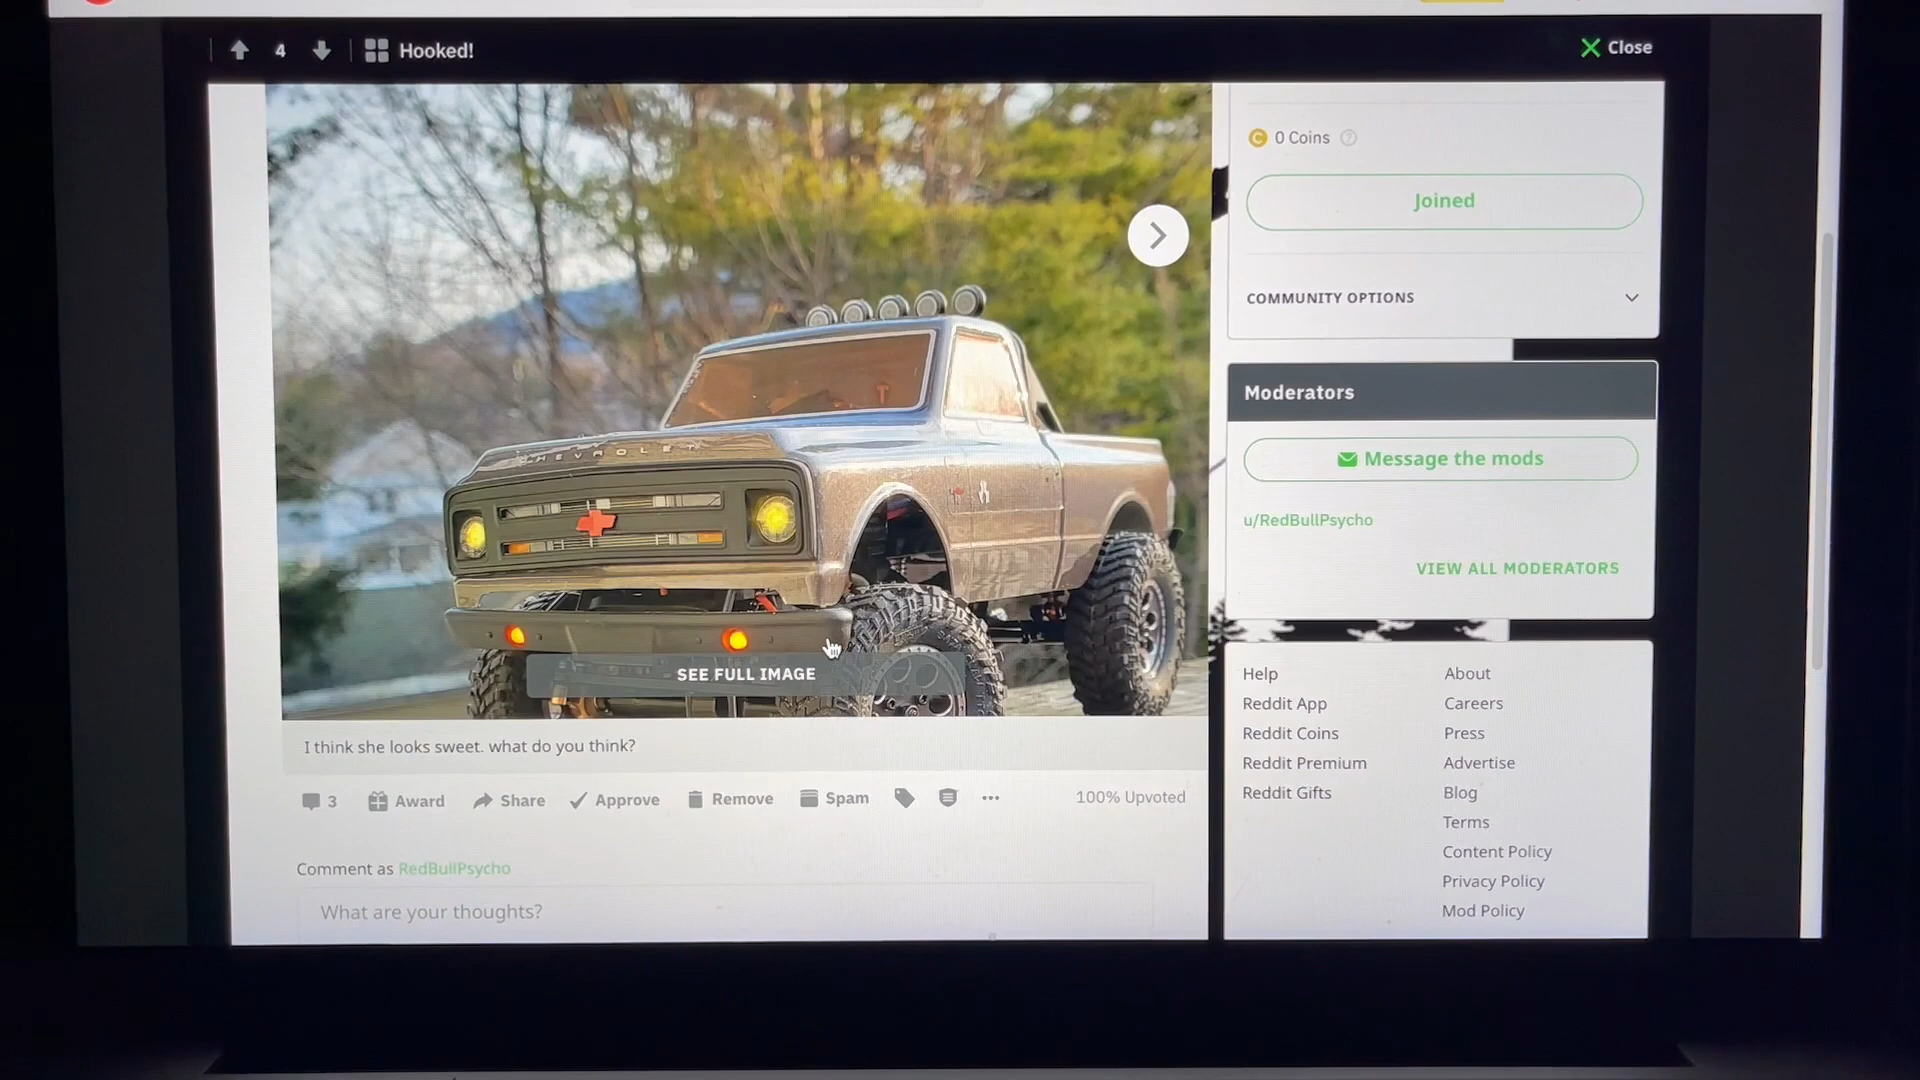 4
Hooked!
Close
0 Coins
Joined
COMMUNITY OPTIONS
CHEVROLET
Moderators
Message the mods
u/RedBullPsycho
VIEW ALL MODERATORS
SEE FULL IMAGE
I think she looks sweet. what do you think?
3 Award Share Approve Remove Spam ... 100% Upvoted
Comment as RedBullPsycho
What are your thoughts?
Help
Reddit App
Reddit Coins
Reddit Premium
Reddit Gifts
About
Careers
Press
Advertise
Blog
Terms
Content Policy
Privacy Policy
Mod Policy